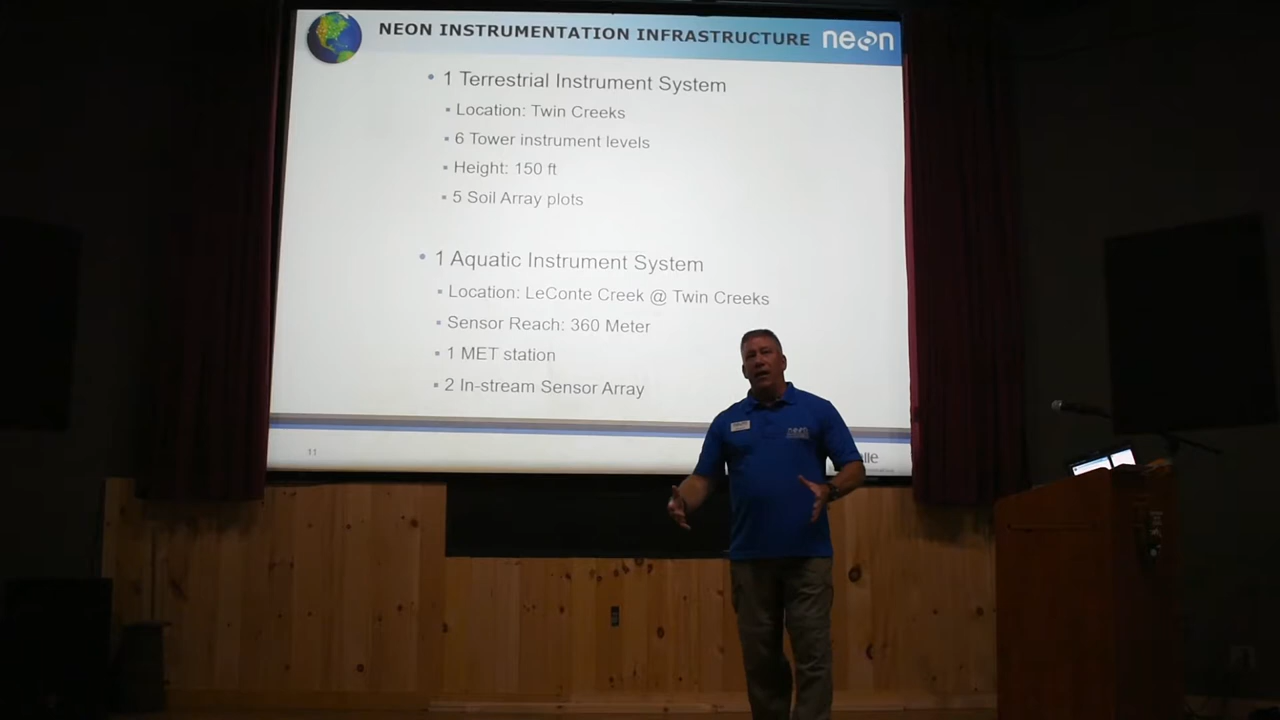 NEON INSTRUMENTATION INFRASTRUCTURE
neon
• 1 Terrestrial Instrument System
▪ Location: Twin Creeks
▪ 6 Tower instrument levels
▪ Height: 150 ft
▪ 5 Soil Array plots
• 1 Aquatic Instrument System
▪ Location: LeConte Creek @ Twin Creeks
▪ Sensor Reach: 360 Meter
▪ 1 MET station
▪ 2 In-stream Sensor Array
11